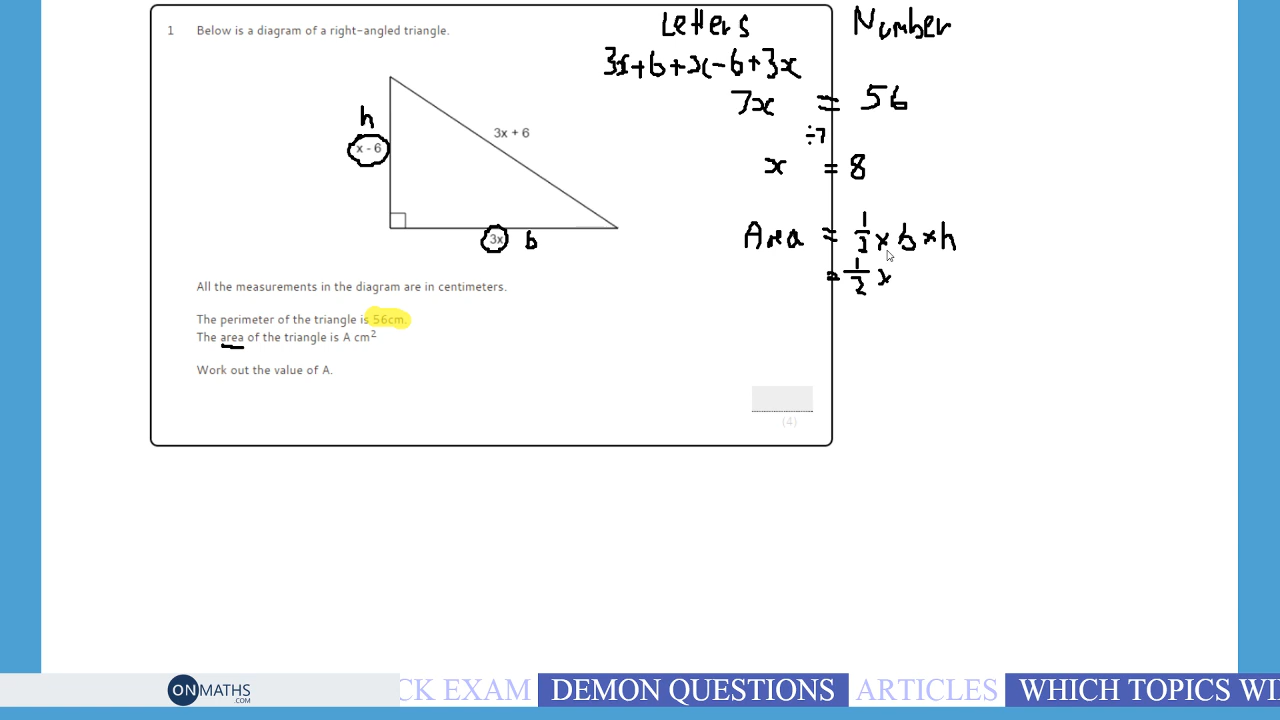 1 Below is a diagram of a right-angled triangle.
h
x - 6
3x + 6
3x b
All the measurements in the diagram are in centimeters.
The perimeter of the triangle is 56cm.
The area of the triangle is A cm²
Work out the value of A.
(4)
Letters Number
3x+6+x-6+3x
7x = 56
÷7
x = 8
Area = 1/2 × b × h
= 1/2 ×
ONMATHS
.COM
CK EXAM DEMON QUESTIONS ARTICLES WHICH TOPICS WI